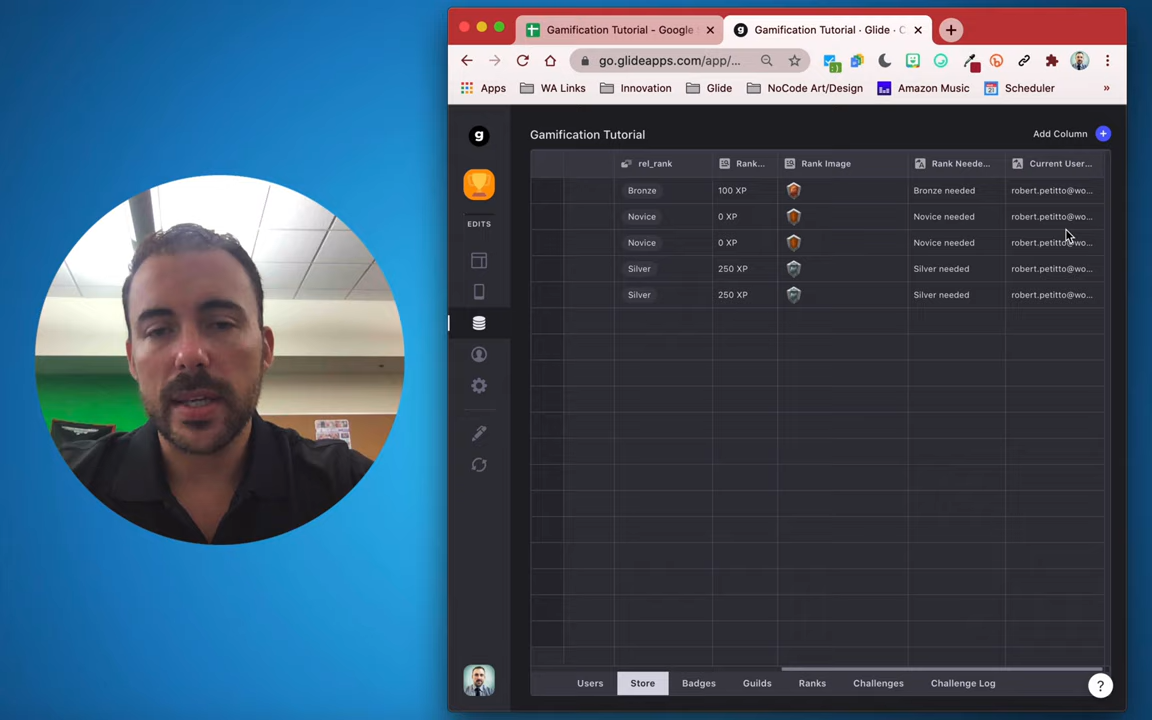 Gamification Tutorial - Google
Gamification Tutorial · Glide · C
go.glideapps.com/app/...
Apps
WA Links
Innovation
Glide
NoCode Art/Design
Amazon Music
Scheduler
»
g
Gamification Tutorial
Add Column
EDITS
rel_rank
Rank...
Rank Image
Rank Neede...
Current User...
Bronze
100 XP
Bronze needed
robert.petitto@wo...
Novice
0 XP
Novice needed
robert.petitto@wo...
Novice
0 XP
Novice needed
robert.petitto@wo...
Silver
250 XP
Silver needed
robert.petitto@wo...
Silver
250 XP
Silver needed
robert.petitto@wo...
Users
Store
Badges
Guilds
Ranks
Challenges
Challenge Log
?